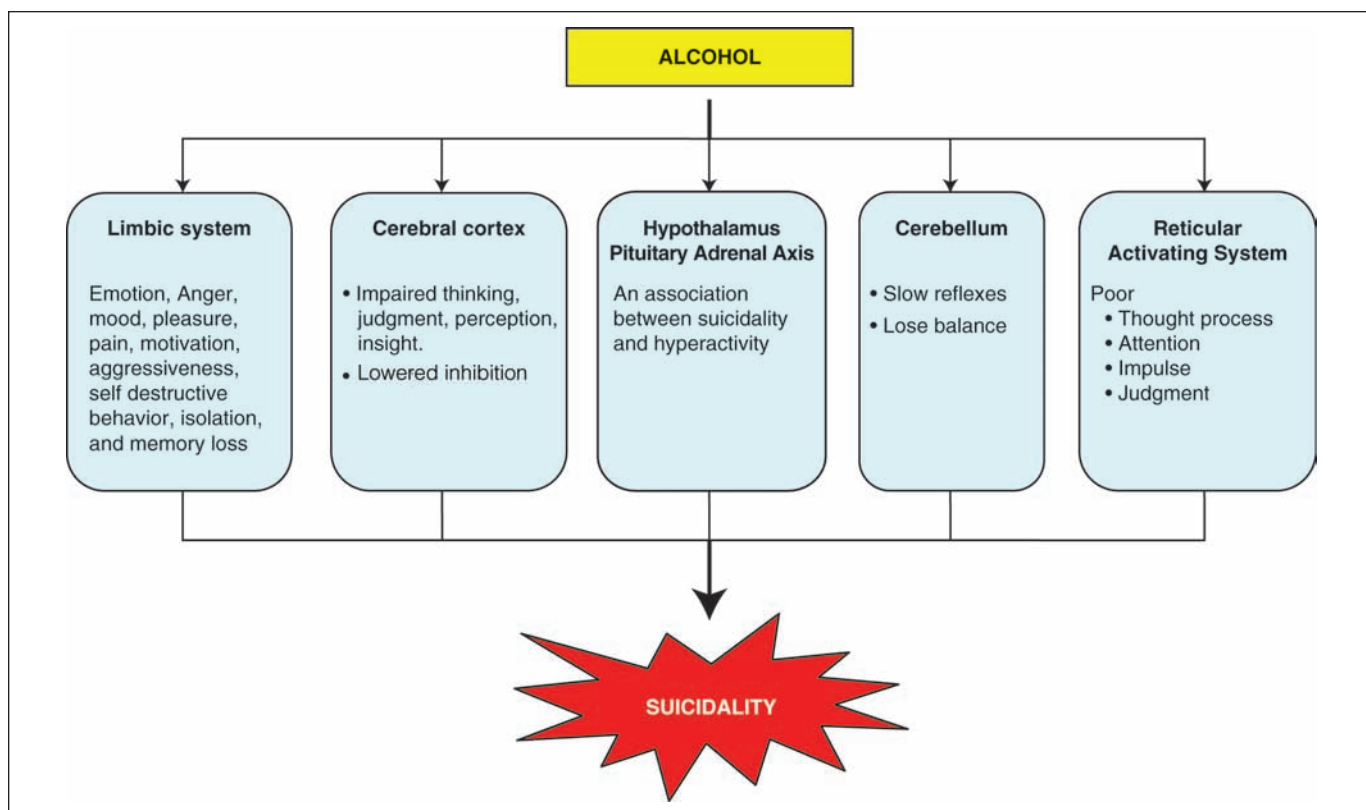 ALCOHOL
Limbic system
Emotion, Anger,
mood, pleasure,
pain, motivation,
aggressiveness,
self destructive
behavior, isolation,
and memory loss
Cerebral cortex
• Impaired thinking,
judgment, perception,
insight.
• Lowered inhibition
Hypothalamus
Pituitary Adrenal Axis
An association
between suicidality
and hyperactivity
Cerebellum
• Slow reflexes
• Lose balance
Reticular
Activating System
Poor
• Thought process
• Attention
• Impulse
• Judgment
SUICIDALITY